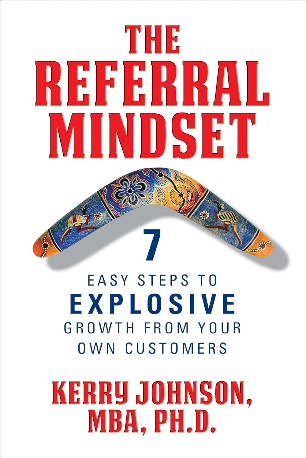 THE
REFERRAL
MINDSET
7
EASY STEPS TO
EXPLOSIVE
GROWTH FROM YOUR
OWN CUSTOMERS
KERRY JOHNSON,
MBA, PH.D.